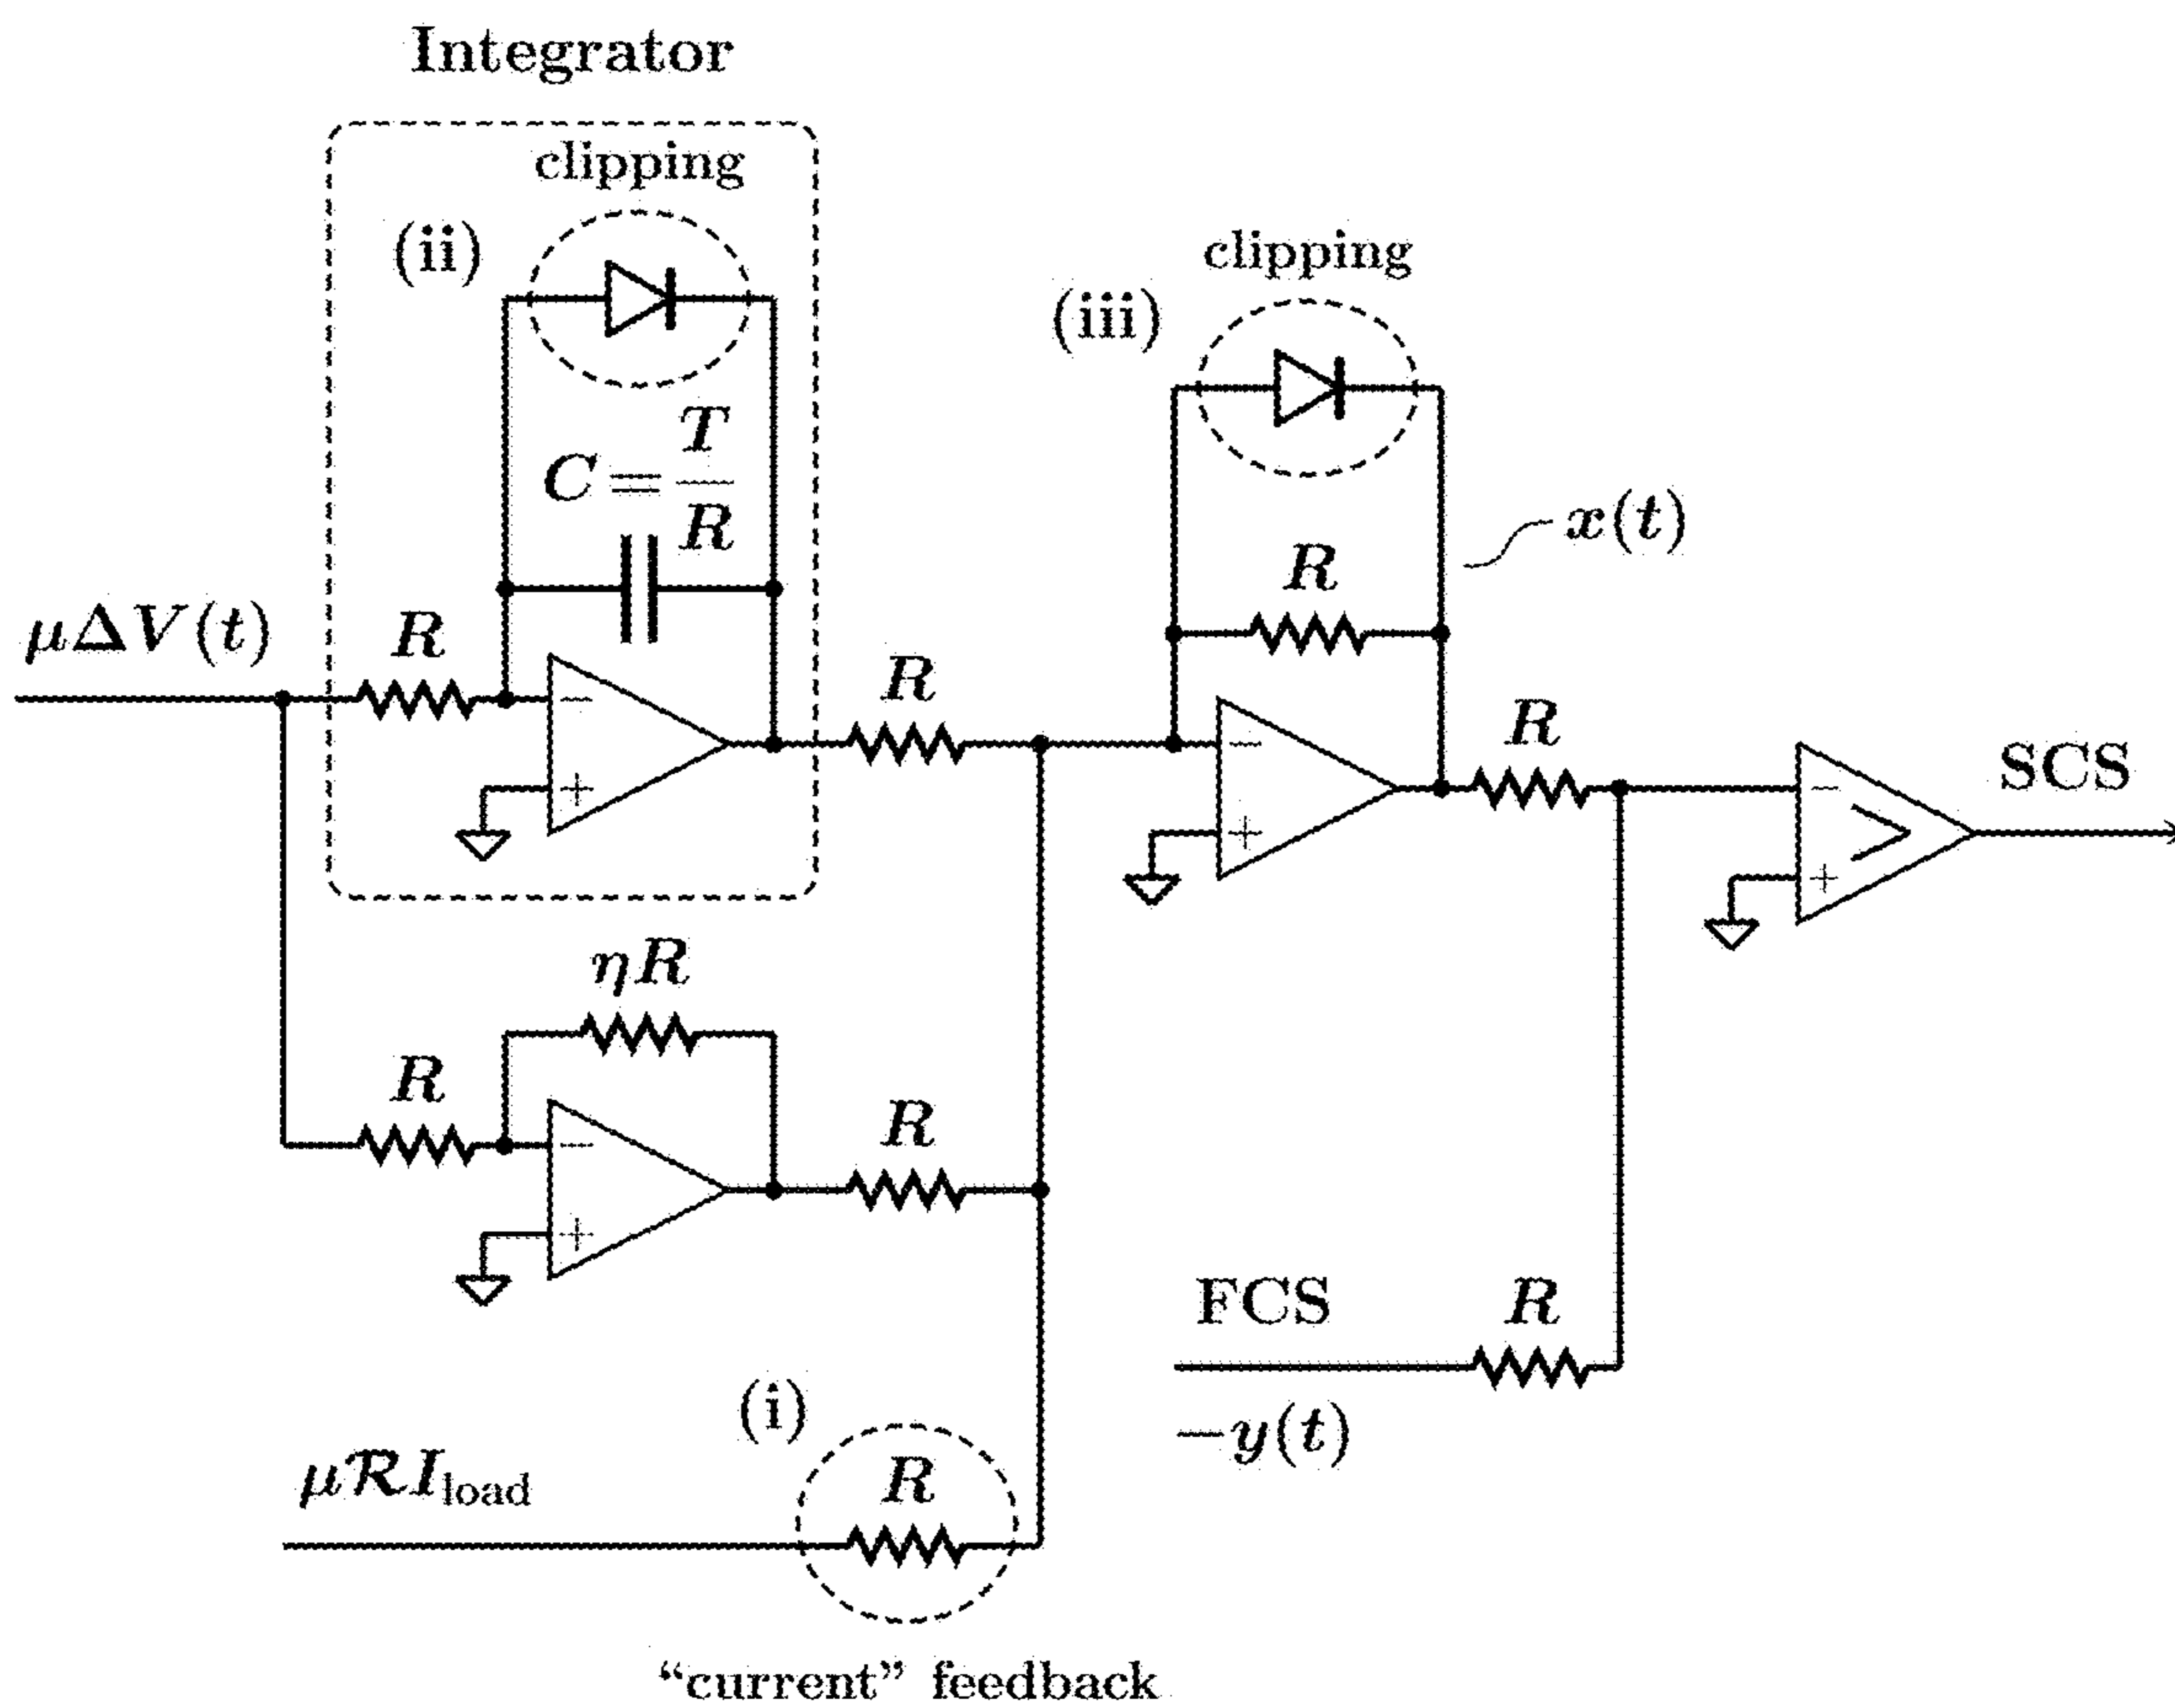 Integrator
clipping
(ii)
C = T/R
μΔV(t)
R
−
+
R
clipping
(iii)
R
x(t)
−
+
R
SCS
−
>
+
ηR
R
−
+
R
FCS
R
−y(t)
(i)
μℛI_load
R
“current” feedback